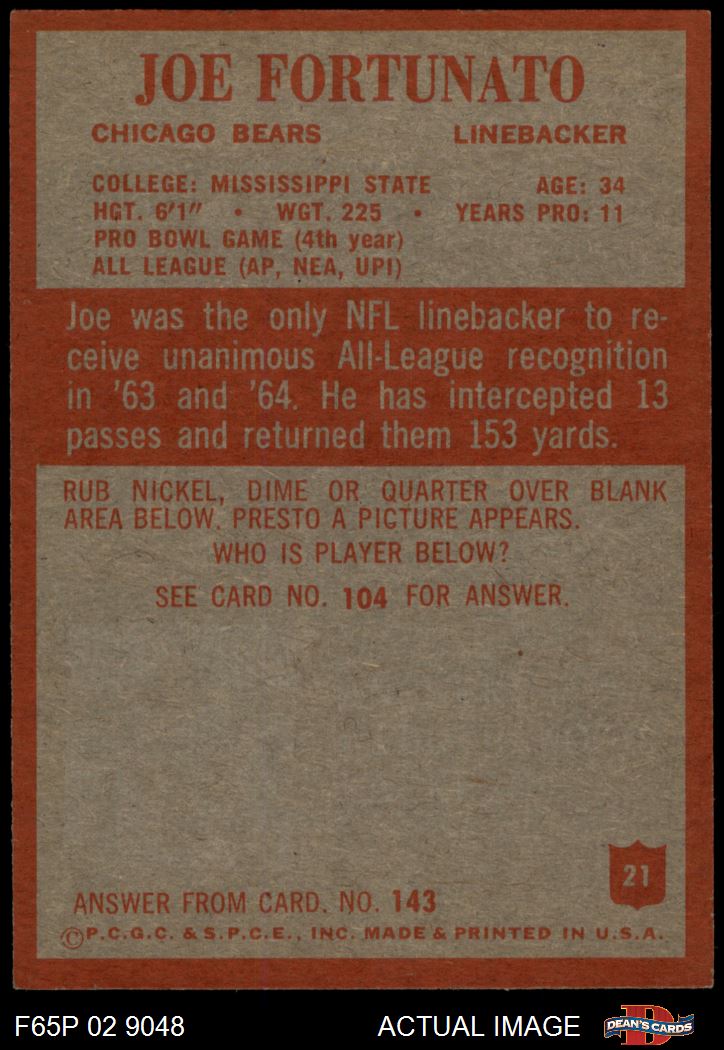 JOE FORTUNATO
CHICAGO BEARS LINEBACKER
COLLEGE: MISSISSIPPI STATE AGE: 34
HGT. 6'1" • WGT. 225 • YEARS PRO: 11
PRO BOWL GAME (4th year)
ALL LEAGUE (AP, NEA, UPI)
Joe was the only NFL linebacker to re-
ceive unanimous All-League recognition
in '63 and '64. He has intercepted 13
passes and returned them 153 yards.
RUB NICKEL, DIME OR QUARTER OVER BLANK
AREA BELOW. PRESTO A PICTURE APPEARS.
WHO IS PLAYER BELOW?
SEE CARD NO. 104 FOR ANSWER.
21
ANSWER FROM CARD. NO. 143
©P.C.G.C. & S.P.C.E., INC. MADE & PRINTED IN U.S.A.
F65P 02 9048 ACTUAL IMAGE DEAN'S CARDS